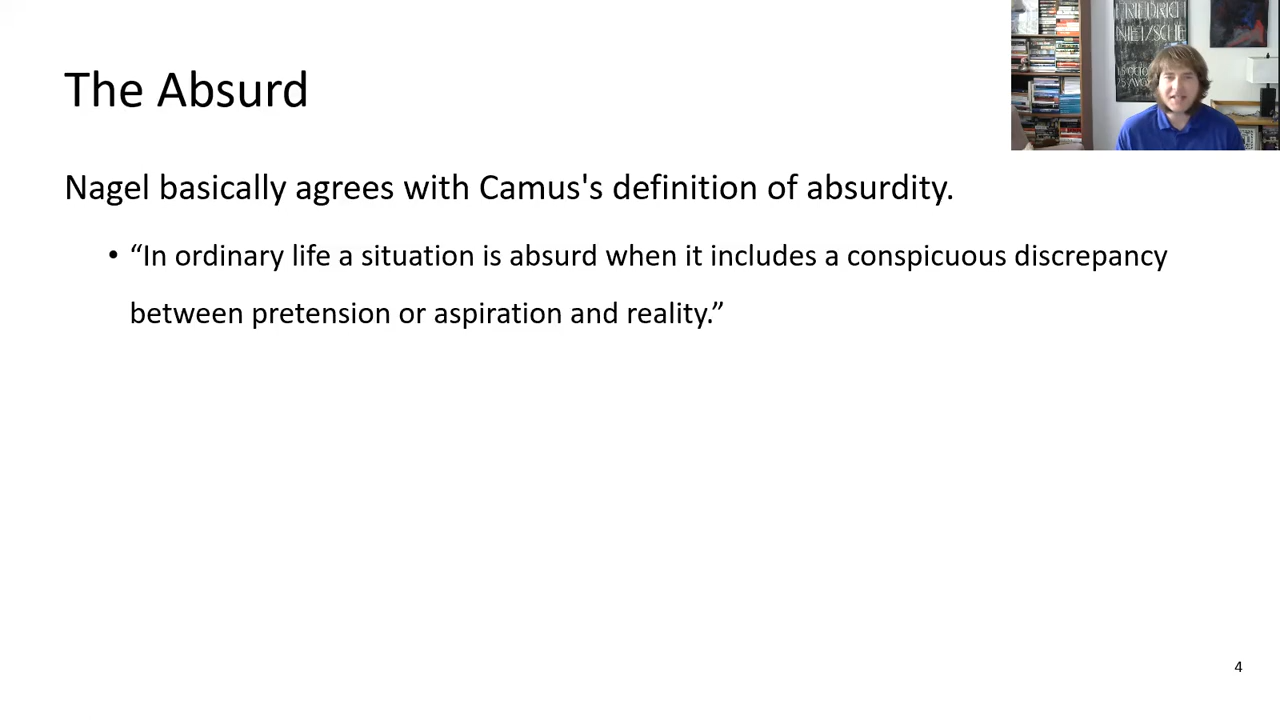 The Absurd
FRIEDRICH
NIETZSCHE
Nagel basically agrees with Camus's definition of absurdity.
• “In ordinary life a situation is absurd when it includes a conspicuous discrepancy
between pretension or aspiration and reality.”
4